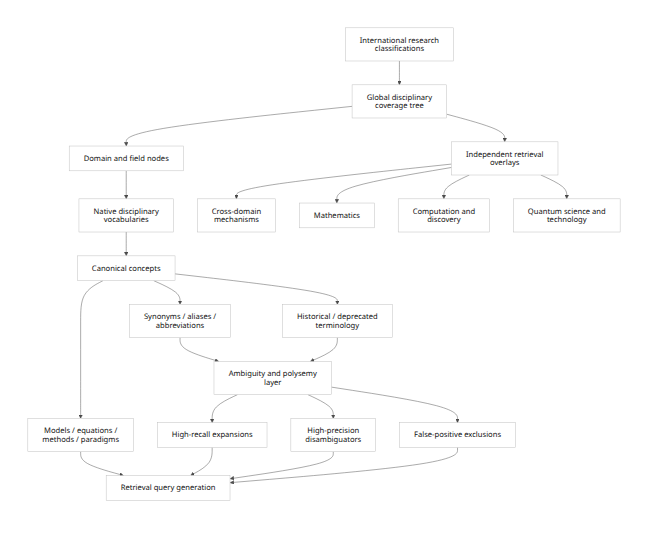 International research
classifications
Global disciplinary
coverage tree
Domain and field nodes
Independent retrieval
overlays
Native disciplinary
vocabularies
Cross-domain
mechanisms
Mathematics
Computation and
discovery
Quantum science and
technology
Canonical concepts
Synonyms / aliases /
abbreviations
Historical / deprecated
terminology
Ambiguity and polysemy
layer
Models / equations /
methods / paradigms
High-recall expansions
High-precision
disambiguators
False-positive exclusions
Retrieval query generation